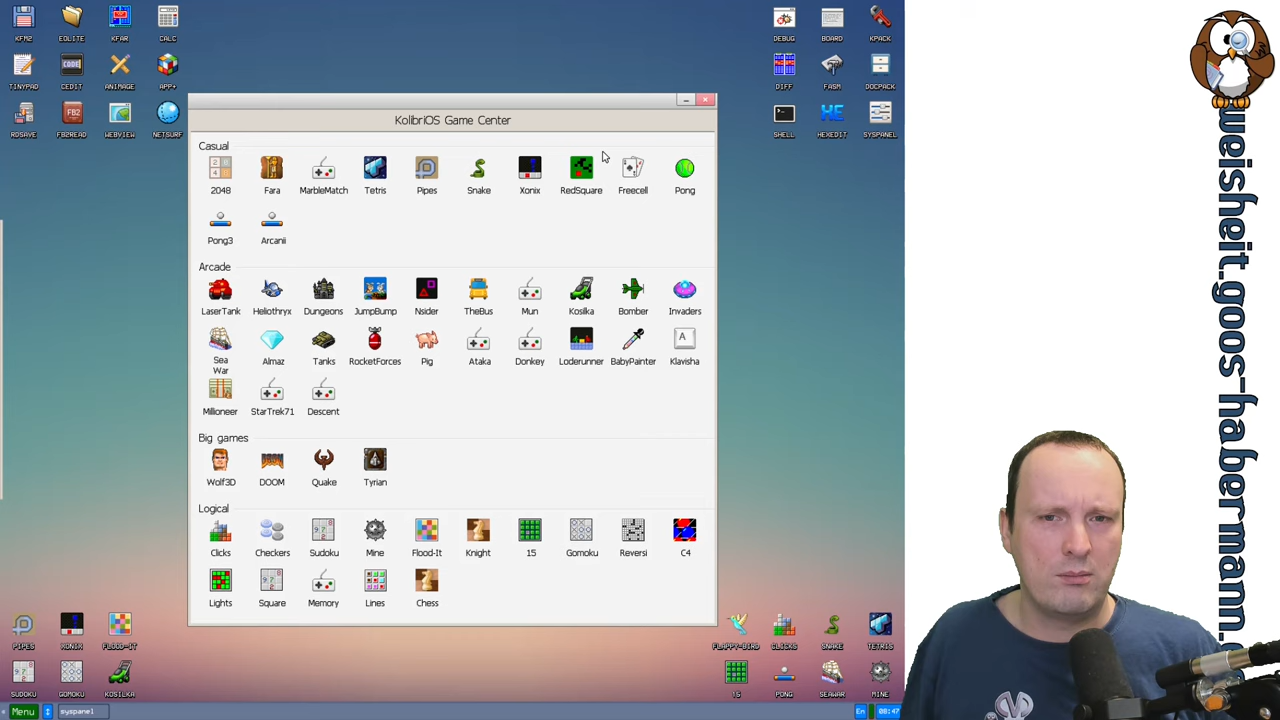 KFM2 EOLITE KFAR CALC
TINYPAD CEDIT ANIMAGE APP+
RDSAVE FB2READ WEBVIEW NETSURF
DEBUG BOARD KPACK
DIFF FASM DOCPACK
SHELL HEXEDIT SYSPANEL
KolibriOS Game Center
Casual
2048 Fara MarbleMatch Tetris Pipes Snake Xonix RedSquare Freecell Pong
Pong3 Arcanii
Arcade
LaserTank Heliothryx Dungeons JumpBump Nsider TheBus Mun Kosilka Bomber Invaders
Sea War Almaz Tanks RocketForces Pig Ataka Donkey Loderunner BabyPainter Klavisha
Millioneer StarTrek71 Descent
Big games
Wolf3D DOOM Quake Tyrian
Logical
Clicks Checkers Sudoku Mine Flood-It Knight 15 Gomoku Reversi C4
Lights Square Memory Lines Chess
PIPES XONIX FLOOD-IT
SUDOKU GOMOKU KOSILKA
FLAPPY-BIRD CLICKS SNAKE TETRIS
15 PONG SEAWAR MINE
Menu syspanel En 08:47
weisheit.goos-habermann.